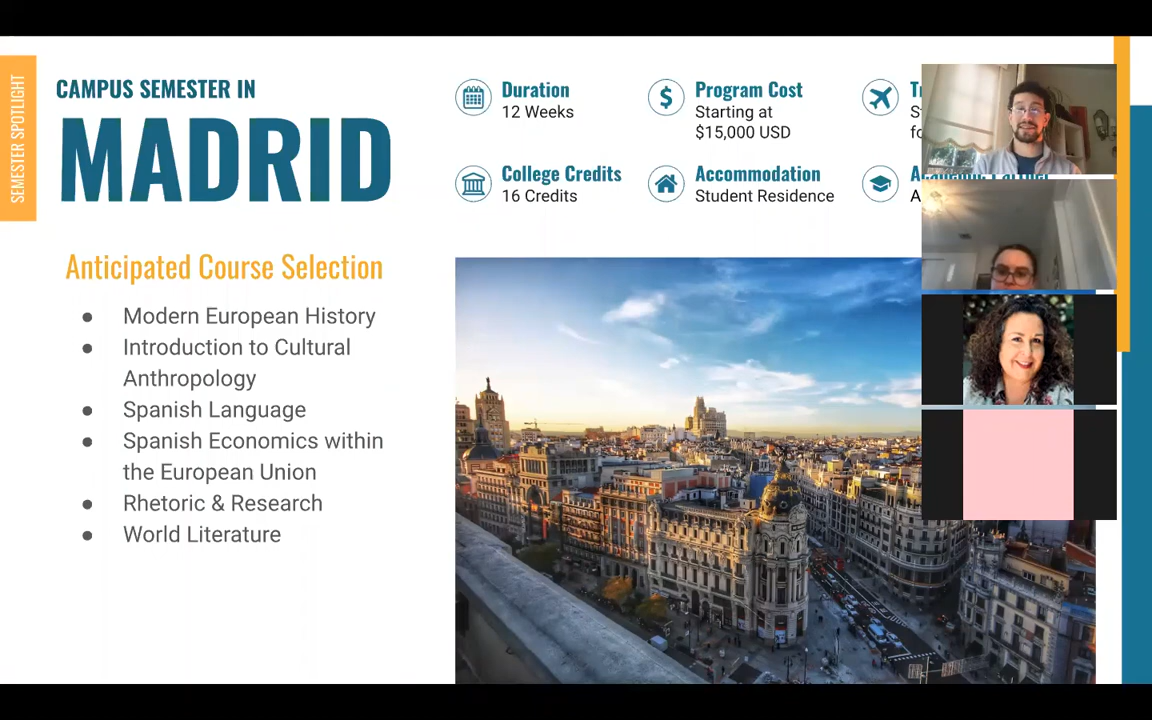 SEMESTER SPOTLIGHT
CAMPUS SEMESTER IN
MADRID
Duration
12 Weeks
Program Cost
Starting at
$15,000 USD
College Credits
16 Credits
Accommodation
Student Residence
Anticipated Course Selection
● Modern European History
● Introduction to Cultural
Anthropology
● Spanish Language
● Spanish Economics within
the European Union
● Rhetoric & Research
● World Literature